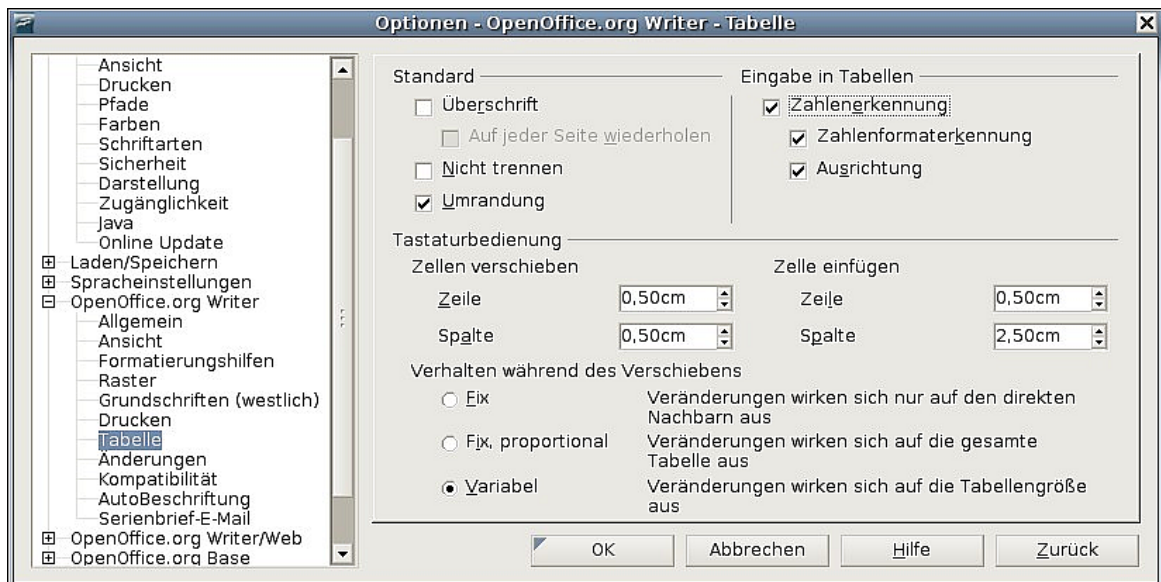 Optionen - OpenOffice.org Writer - Tabelle
Ansicht
Drucken
Pfade
Farben
Schriftarten
Sicherheit
Darstellung
Zugänglichkeit
Java
Online Update
Laden/Speichern
Spracheinstellungen
OpenOffice.org Writer
Allgemein
Ansicht
Formatierungshilfen
Raster
Grundschriften (westlich)
Drucken
Tabelle
Änderungen
Kompatibilität
AutoBeschriftung
Serienbrief-E-Mail
OpenOffice.org Writer/Web
OpenOffice.org Base
Standard
Überschrift
Auf jeder Seite wiederholen
Nicht trennen
Umrandung
Eingabe in Tabellen
Zahlenerkennung
Zahlenformaterkennung
Ausrichtung
Tastaturbedienung
Zellen verschieben
Zeile 0,50cm
Spalte 0,50cm
Zelle einfügen
Zeile 0,50cm
Spalte 2,50cm
Verhalten während des Verschiebens
Fix Veränderungen wirken sich nur auf den direkten
Nachbarn aus
Fix, proportional Veränderungen wirken sich auf die gesamte
Tabelle aus
Variabel Veränderungen wirken sich auf die Tabellengröße
aus
OK Abbrechen Hilfe Zurück